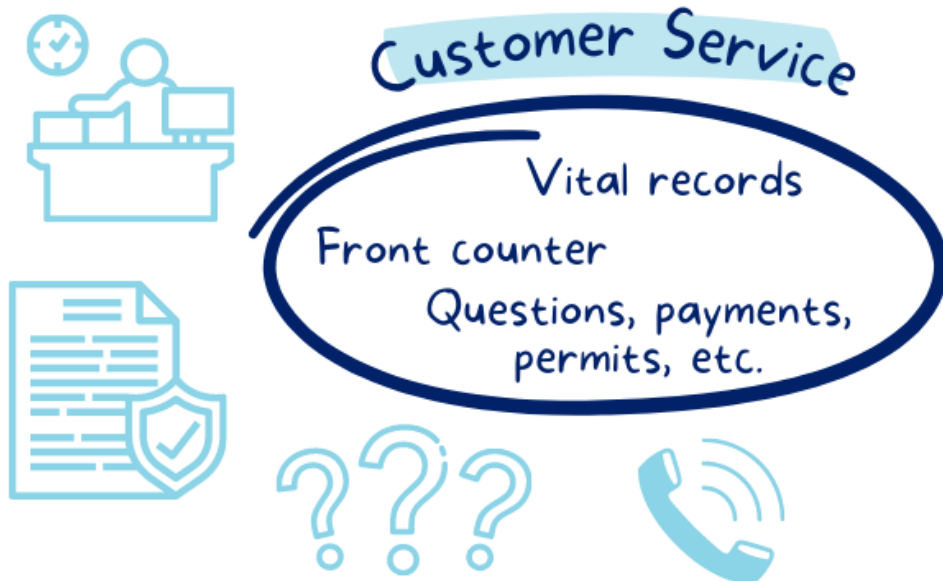 Customer Service
Vital records
Front counter
Questions, payments,
permits, etc.